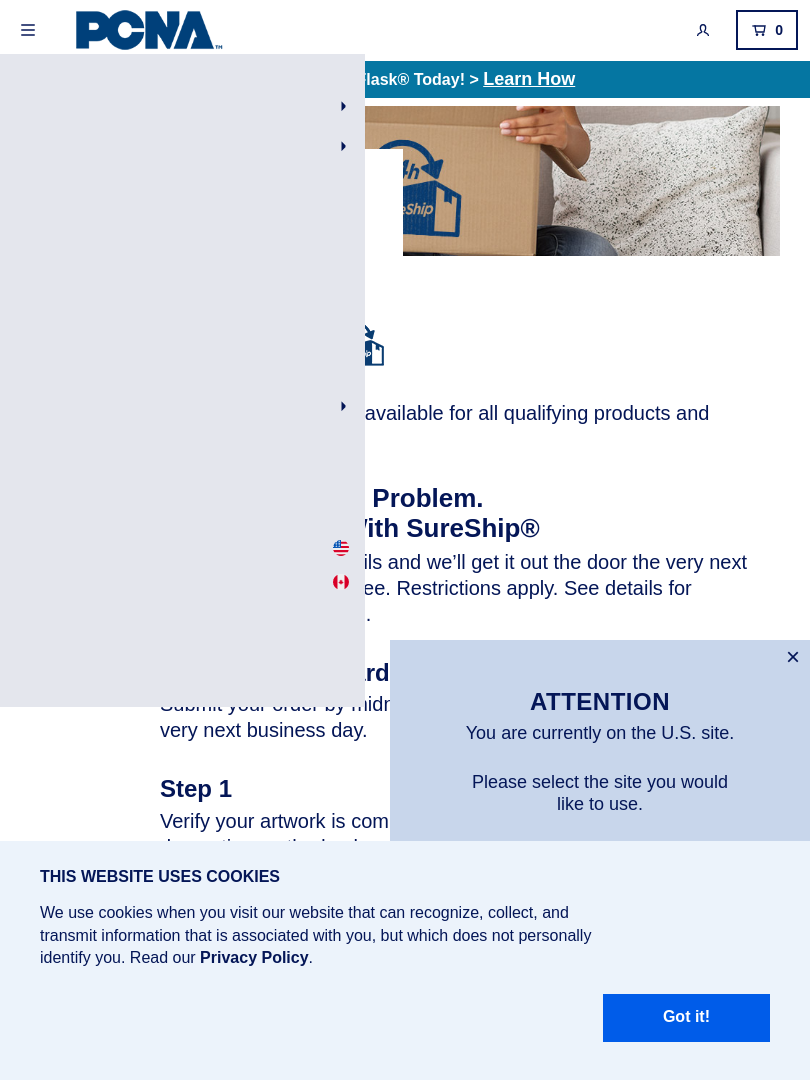 PCNA™
0
Flask® Today! > Learn How
available for all qualifying products and
Problem.
With SureShip®
ils and we’ll get it out the door the very next
ee. Restrictions apply. See details for
.
Submit your order by
very next business day.
Step 1
Verify your artwork is
×
ATTENTION
You are currently on the U.S. site.
Please select the site you would
like to use.
THIS WEBSITE USES COOKIES
We use cookies when you visit our website that can recognize, collect, and
transmit information that is associated with you, but which does not personally
identify you. Read our Privacy Policy.
Got it!